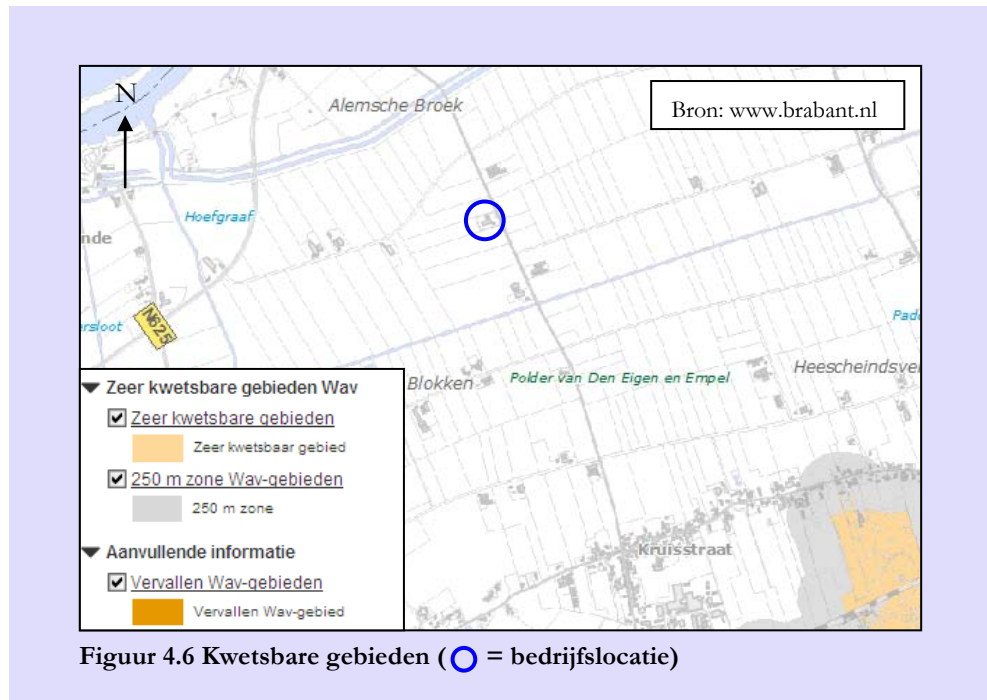 N
Alemsche Broek
Bron: www.brabant.nl
Hoefgraaf
nde
N625
rsloot
Pade
Heescheindsve
Blokken
Polder van Den Eigen en Empel
Zeer kwetsbare gebieden Wav
Zeer kwetsbare gebieden
Zeer kwetsbaar gebied
250 m zone Wav-gebieden
250 m zone
Kruisstraat
Aanvullende informatie
Vervallen Wav-gebieden
Vervallen Wav-gebied
Figuur 4.6 Kwetsbare gebieden ( = bedrijfslocatie)